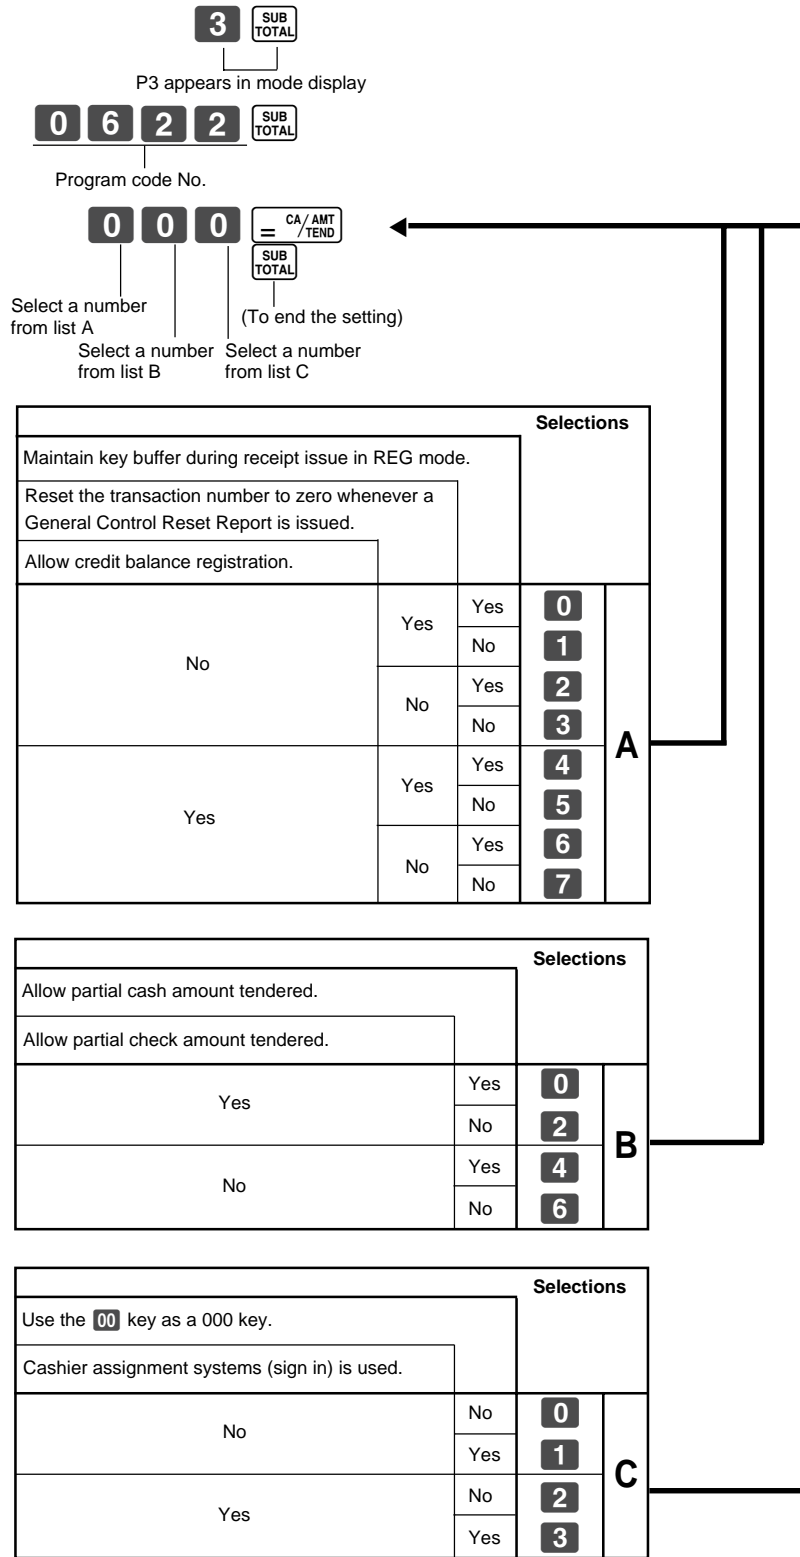 3 SUB TOTAL
P3 appears in mode display
0 6 2 2 SUB TOTAL
Program code No.
0 0 0 = CA/AMT TEND
SUB TOTAL
(To end the setting)
Select a number
from list A
Select a number
from list B
Select a number
from list C
Selections
Maintain key buffer during receipt issue in REG mode.
Reset the transaction number to zero whenever a
General Control Reset Report is issued.
Allow credit balance registration.
No Yes Yes 0
No 1
No Yes 2
No 3
A
Yes Yes Yes 4
No 5
No Yes 6
No 7
Selections
Allow partial cash amount tendered.
Allow partial check amount tendered.
Yes Yes 0
No 2
B
No Yes 4
No 6
Selections
Use the 00 key as a 000 key.
Cashier assignment systems (sign in) is used.
No No 0
Yes 1
C
Yes No 2
Yes 3